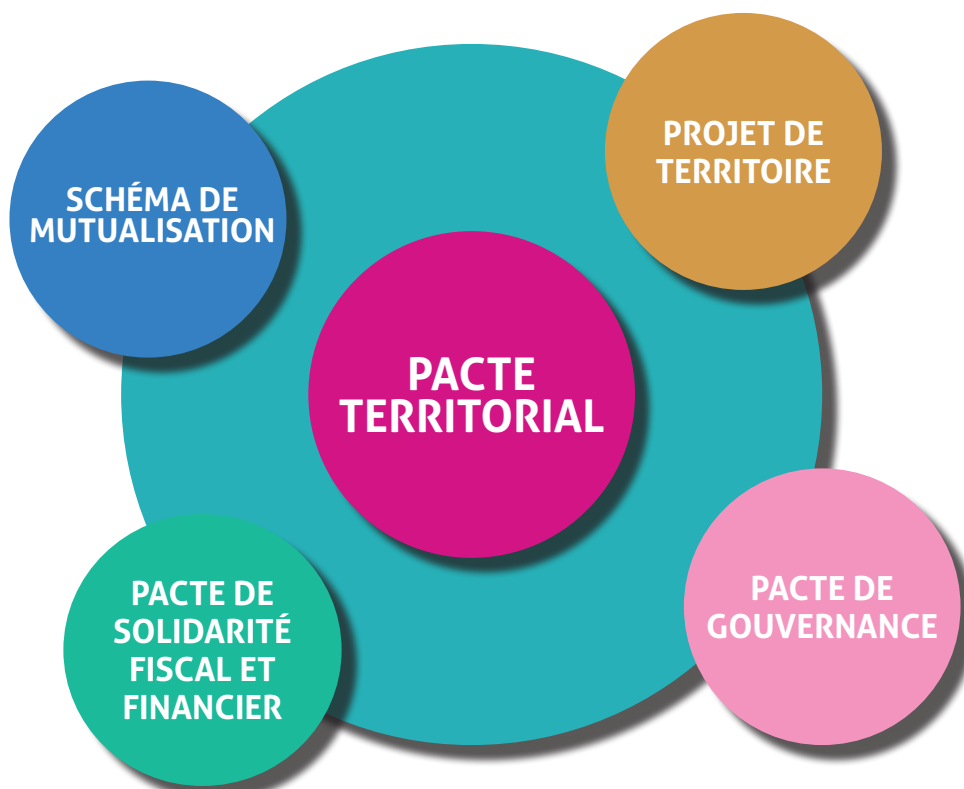 PROJET DE
TERRITOIRE
SCHÉMA DE
MUTUALISATION
PACTE
TERRITORIAL
PACTE DE
SOLIDARITÉ
FISCAL ET
FINANCIER
PACTE DE
GOUVERNANCE